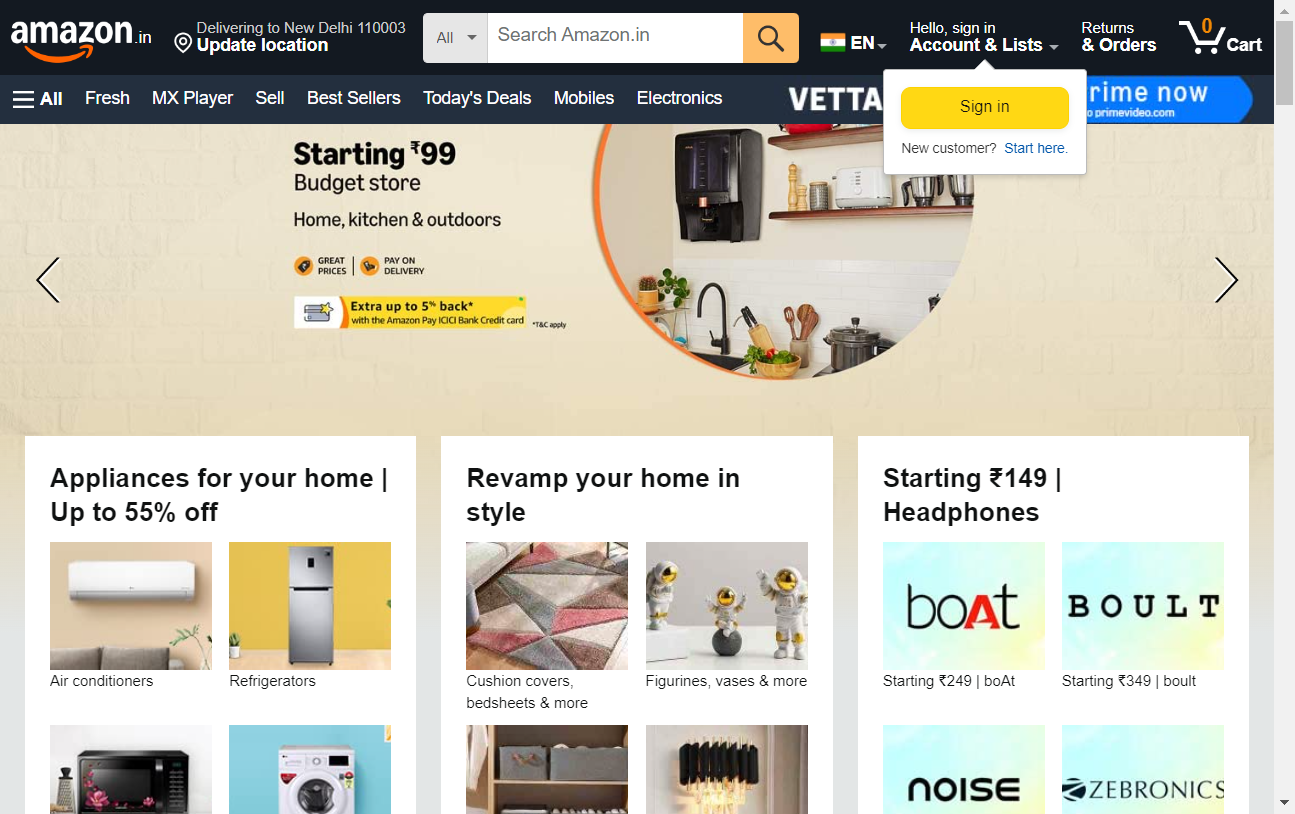 amazon.in
Delivering to New Delhi 110003
Update location
All
Search Amazon.in
EN
Hello, sign in
Account & Lists
Returns
& Orders
0
Cart
All
Fresh
MX Player
Sell
Best Sellers
Today's Deals
Mobiles
Electronics
VETTA
rime now
o primevideo.com
Sign in
New customer? Start here.
Starting ₹99
Budget store
Home, kitchen & outdoors
GREAT
PRICES
PAY ON
DELIVERY
Extra up to 5% back*
with the Amazon Pay ICICI Bank Credit card
*T&C apply
Appliances for your home |
Up to 55% off
Air conditioners
Refrigerators
Revamp your home in
style
Cushion covers,
bedsheets & more
Figurines, vases & more
Starting ₹149 |
Headphones
boAt
BOULT
Starting ₹249 | boAt
Starting ₹349 | boult
NOISE
ZEBRONICS